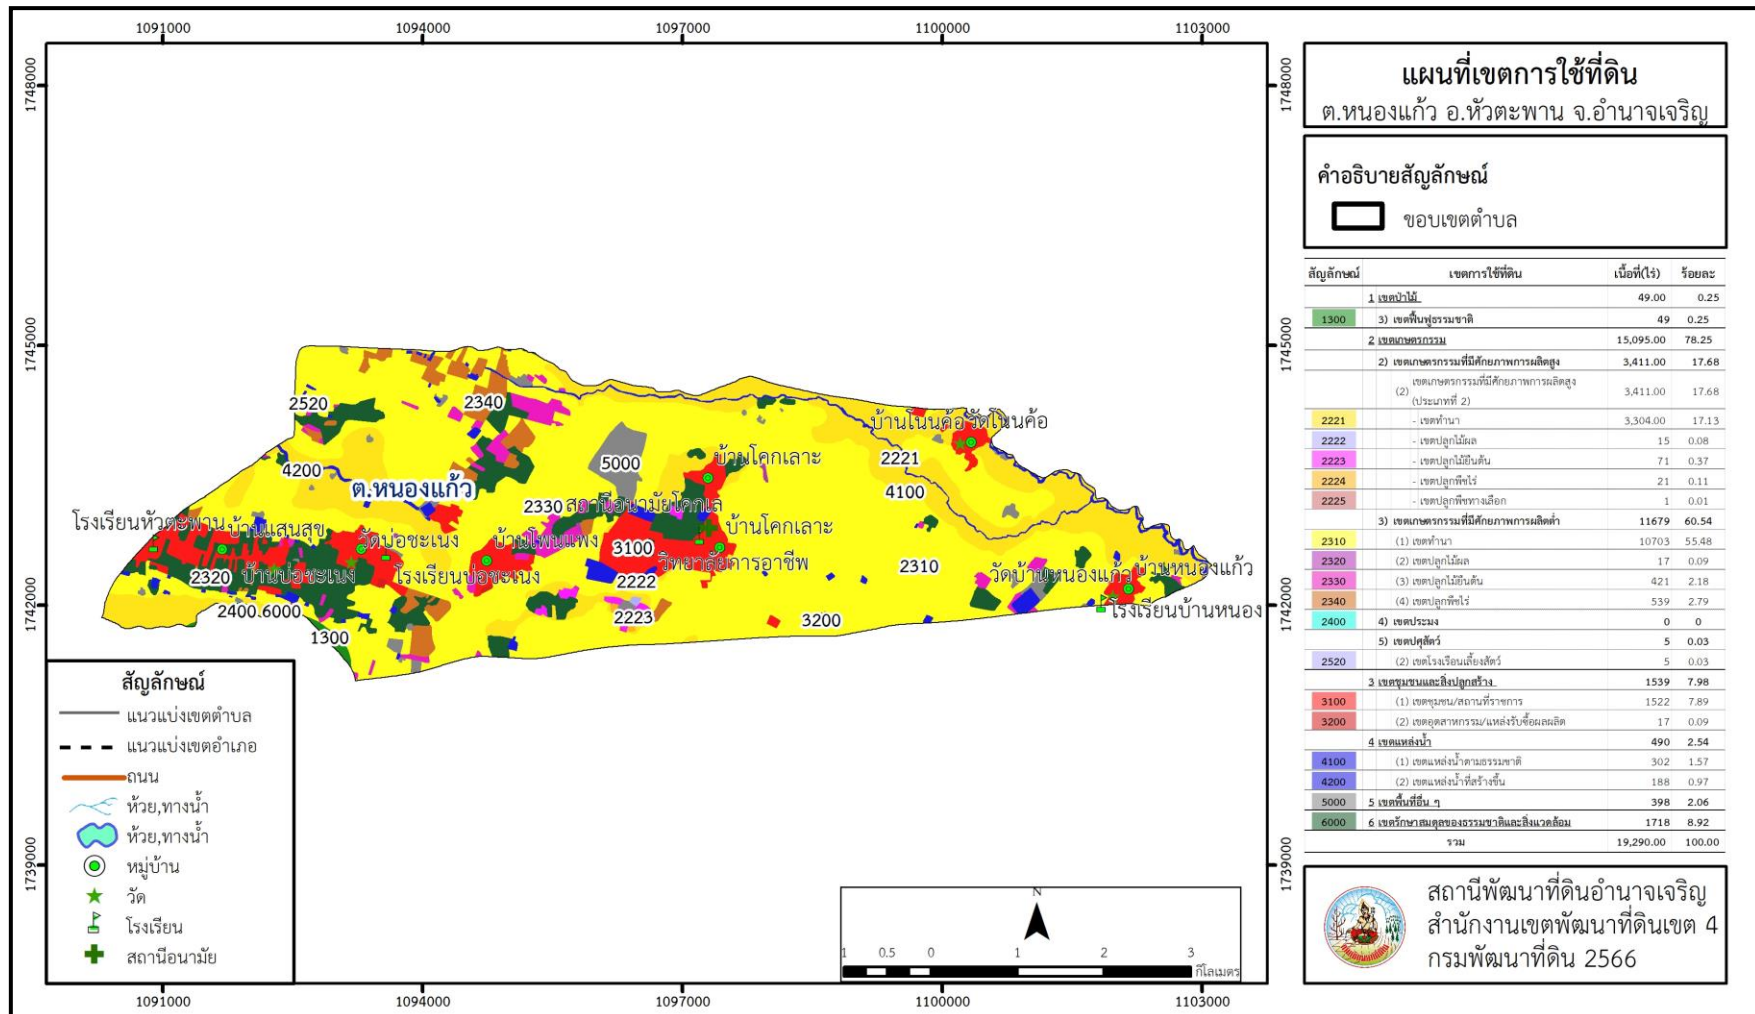 1091000
1094000
1097000
1100000
1103000
1748000
1745000
1742000
1739000
1748000
1745000
1742000
1739000
1091000
1094000
1097000
1100000
1103000
2520
2340
4200
ต.หนองแก้ว
5000
2330
สถานีอนามัยโคกเล
บ้านโคกเลาะ
บ้านโนนค้อ
วัดโนนค้อ
2221
4100
โรงเรียนหัวตะพาน
บ้านแสนสุข
วัดบ่อชะเนง
บ้านโพนแพง
3100
บ้านโคกเลาะ
วิทยาลัยการอาชีพ
2320
บ้านบ่อชะเนง
โรงเรียนบ่อชะเนง
2222
2310
วัดบ้านหนองแก้ว
บ้านหนองแก้ว
2400
6000
1300
2223
3200
โรงเรียนบ้านหนอง
สัญลักษณ์
แนวแบ่งเขตตำบล
แนวแบ่งเขตอำเภอ
ถนน
ห้วย,ทางน้ำ
ห้วย,ทางน้ำ
หมู่บ้าน
วัด
โรงเรียน
สถานีอนามัย
N
1 0.5 0 1 2 3
กิโลเมตร
แผนที่เขตการใช้ที่ดิน
ต.หนองแก้ว อ.หัวตะพาน จ.อำนาจเจริญ
คำอธิบายสัญลักษณ์
ขอบเขตตำบล
สัญลักษณ์ เขตการใช้ที่ดิน เนื้อที่(ไร่) ร้อยละ
1 เขตป่าไม้ 49.00 0.25
1300 3) เขตฟื้นฟูธรรมชาติ 49 0.25
2 เขตเกษตรกรรม 15,095.00 78.25
2) เขตเกษตรกรรมที่มีศักยภาพการผลิตสูง 3,411.00 17.68
(2) เขตเกษตรกรรมที่มีศักยภาพการผลิตสูง 3,411.00 17.68
(ประเภทที่ 2)
2221 - เขตทำนา 3,304.00 17.13
2222 - เขตปลูกไม้ผล 15 0.08
2223 - เขตปลูกไม้ยืนต้น 71 0.37
2224 - เขตปลูกพืชไร่ 21 0.11
2225 - เขตปลูกพืชทางเลือก 1 0.01
3) เขตเกษตรกรรมที่มีศักยภาพการผลิตต่ำ 11679 60.54
2310 (1) เขตทำนา 10703 55.48
2320 (2) เขตปลูกไม้ผล 17 0.09
2330 (3) เขตปลูกไม้ยืนต้น 421 2.18
2340 (4) เขตปลูกพืชไร่ 539 2.79
2400 4) เขตประมง 0 0
5) เขตปศุสัตว์ 5 0.03
2520 (2) เขตโรงเรือนเลี้ยงสัตว์ 5 0.03
3 เขตชุมชนและสิ่งปลูกสร้าง 1539 7.98
3100 (1) เขตชุมชน/สถานที่ราชการ 1522 7.89
3200 (2) เขตอุตสาหกรรม/แหล่งรับซื้อผลผลิต 17 0.09
4 เขตแหล่งน้ำ 490 2.54
4100 (1) เขตแหล่งน้ำตามธรรมชาติ 302 1.57
4200 (2) เขตแหล่งน้ำที่สร้างขึ้น 188 0.97
5000 5 เขตพื้นที่อื่น ๆ 398 2.06
6000 6 เขตรักษาสมดุลของธรรมชาติและสิ่งแวดล้อม 1718 8.92
รวม 19,290.00 100.00
สถานีพัฒนาที่ดินอำนาจเจริญ
สำนักงานเขตพัฒนาที่ดินเขต 4
กรมพัฒนาที่ดิน 2566